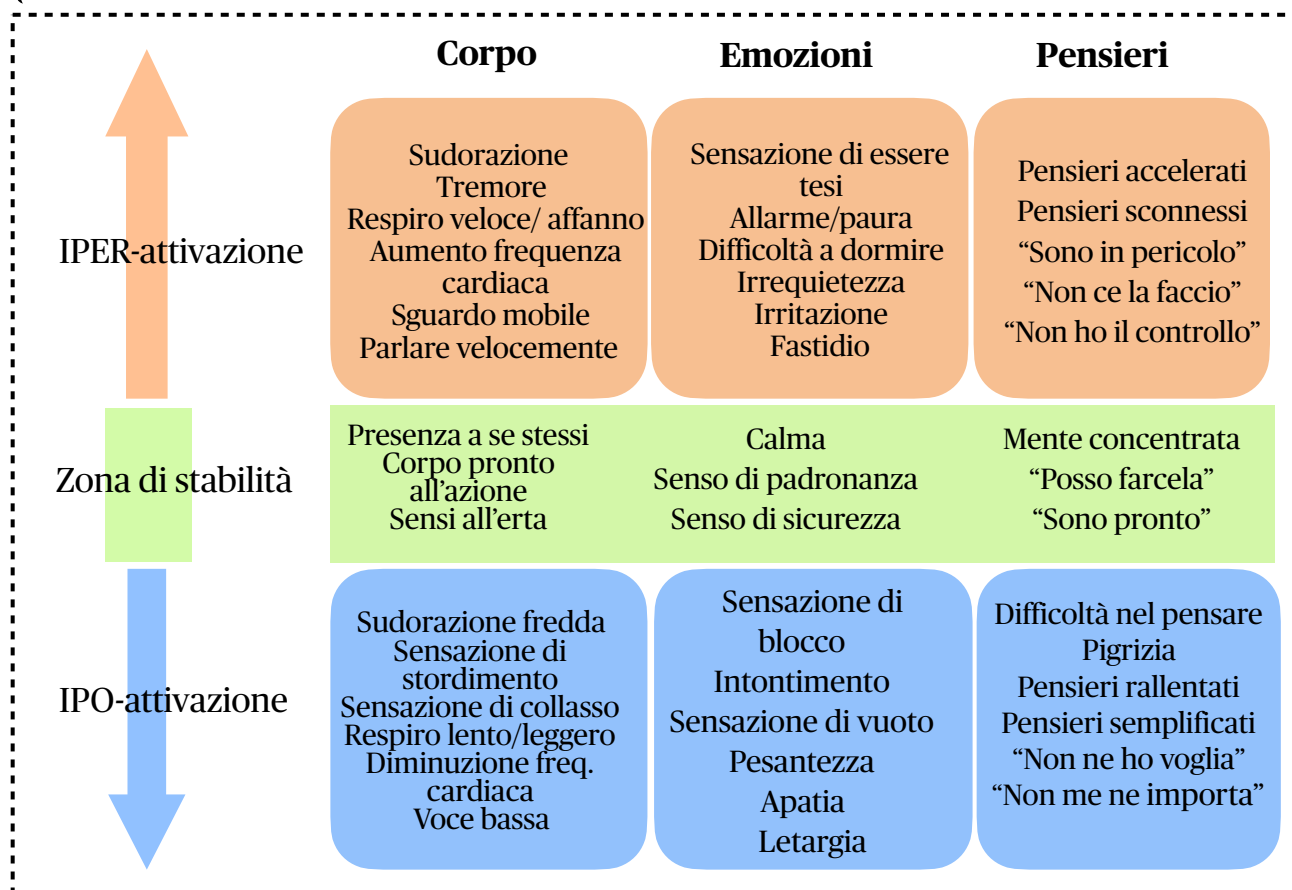 Corpo
Emozioni
Pensieri
IPER-attivazione
Sudorazione
Tremore
Respiro veloce/ affanno
Aumento frequenza
cardiaca
Sguardo mobile
Parlare velocemente
Sensazione di essere
tesi
Allarme/paura
Difficoltà a dormire
Irrequietezza
Irritazione
Fastidio
Pensieri accelerati
Pensieri sconnessi
“Sono in pericolo”
“Non ce la faccio”
“Non ho il controllo”
Zona di stabilità
Presenza a se stessi
Corpo pronto
all’azione
Sensi all’erta
Calma
Senso di padronanza
Senso di sicurezza
Mente concentrata
“Posso farcela”
“Sono pronto”
IPO-attivazione
Sudorazione fredda
Sensazione di
stordimento
Sensazione di collasso
Respiro lento/leggero
Diminuzione freq.
cardiaca
Voce bassa
Sensazione di
blocco
Intontimento
Sensazione di vuoto
Pesantezza
Apatia
Letargia
Difficoltà nel pensare
Pigrizia
Pensieri rallentati
Pensieri semplificati
“Non ne ho voglia”
“Non me ne importa”